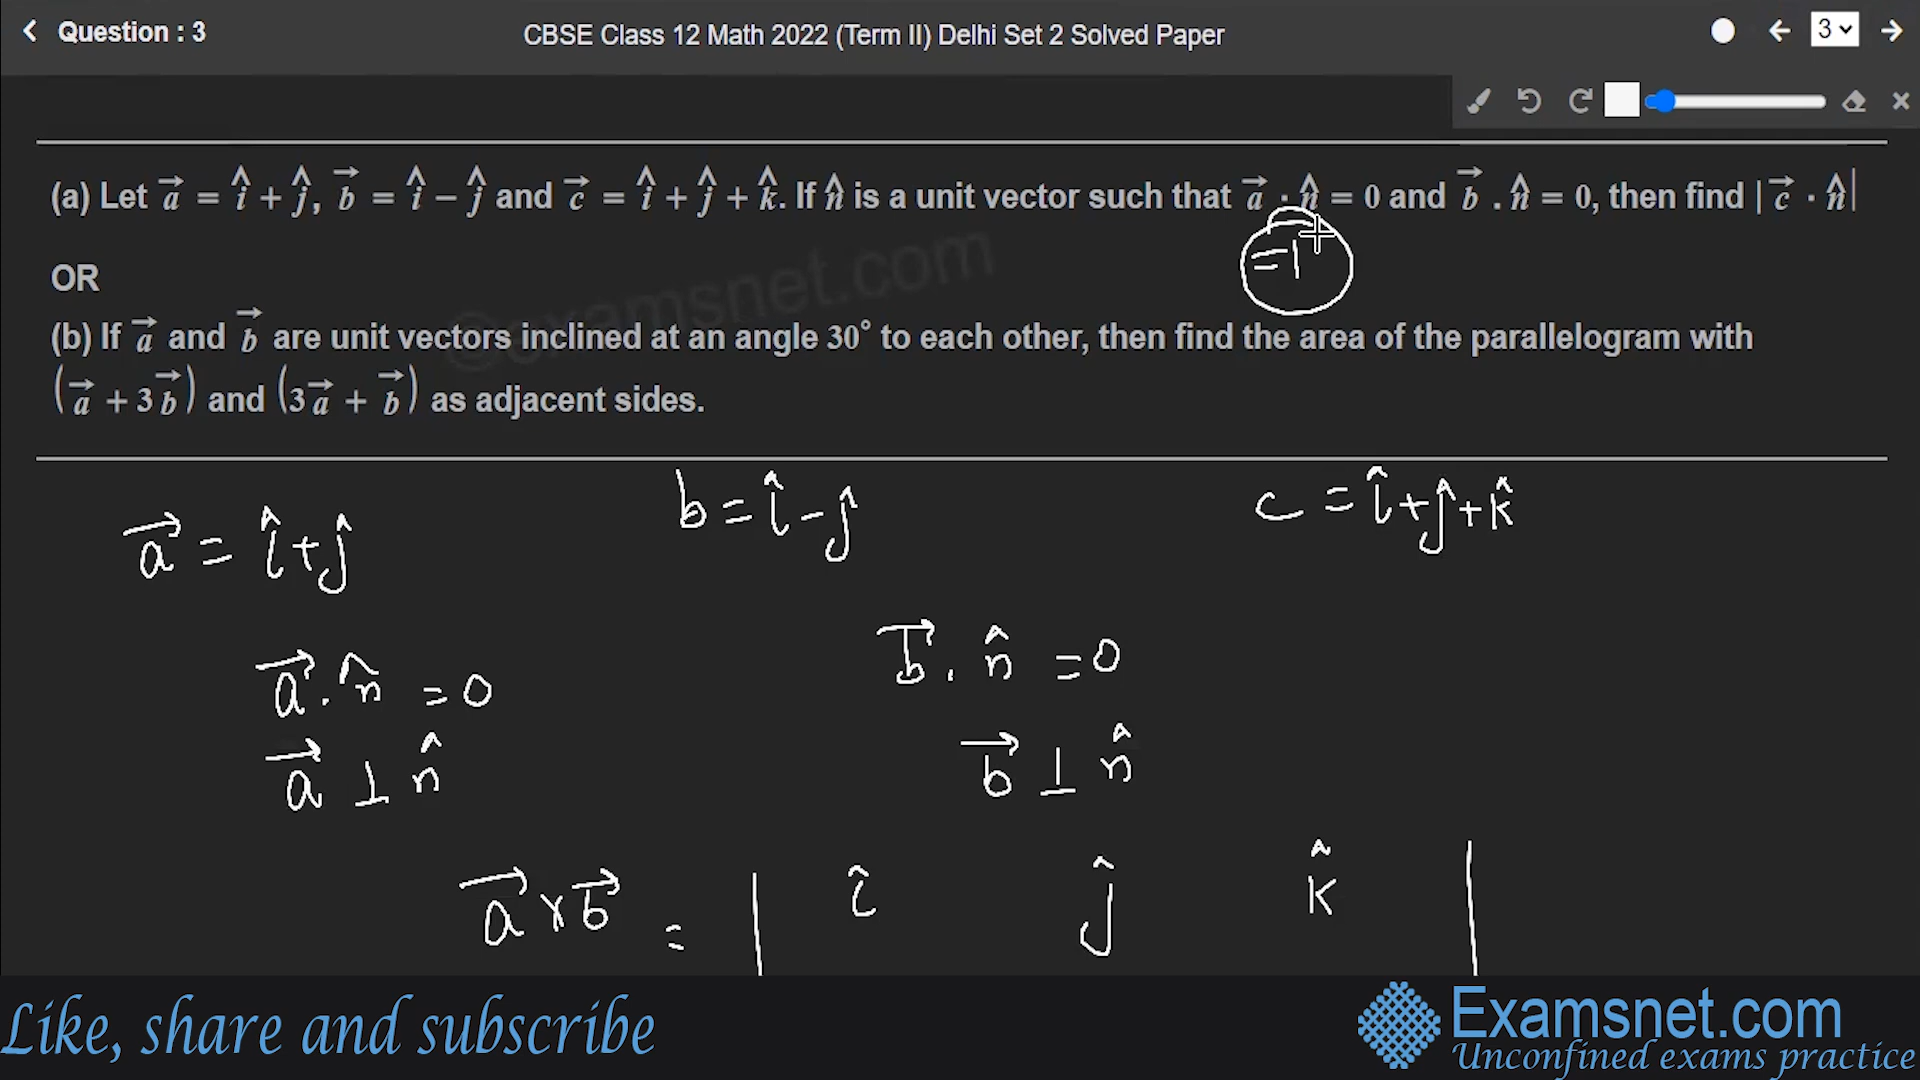 Question : 3
CBSE Class 12 Math 2022 (Term II) Delhi Set 2 Solved Paper
3
(a) Let a⃗ = î + ĵ, b⃗ = î − ĵ and c⃗ = î + ĵ + k̂. If n̂ is a unit vector such that a⃗ · n̂ = 0 and b⃗ . n̂ = 0, then find |c⃗ · n̂|
=1
OR
@examsnet.com
(b) If a⃗ and b⃗ are unit vectors inclined at an angle 30° to each other, then find the area of the parallelogram with
(a⃗ + 3b⃗) and (3a⃗ + b⃗) as adjacent sides.
a⃗ = î+ĵ b = î−ĵ c = î+ĵ+k̂
a⃗ . n̂ = 0 b⃗ . n̂ = 0
a⃗ ⊥ n̂ b⃗ ⊥ n̂
a⃗ × b⃗ = | î ĵ k̂ |
Like, share and subscribe
Examsnet.com
Unconfined exams practice